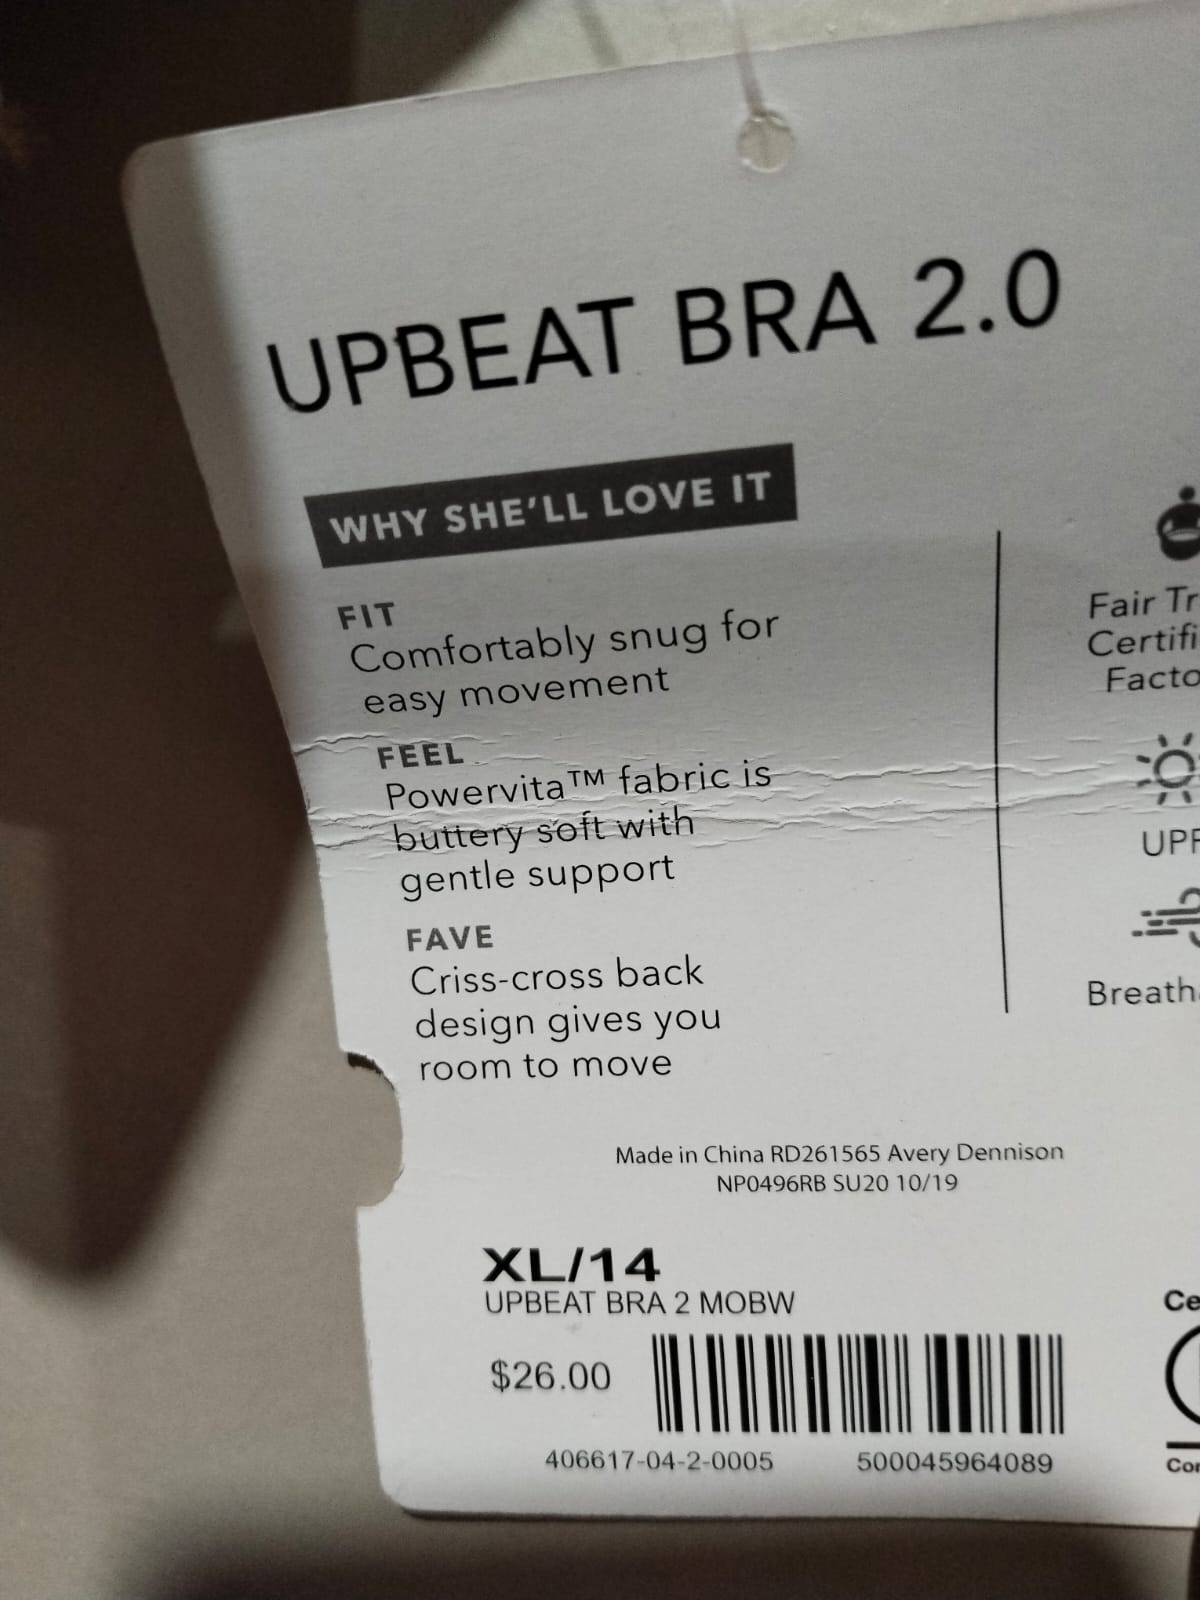 UPBEAT BRA 2.0
WHY SHE'LL LOVE IT
FIT
Comfortably snug for
easy movement
FEEL
Powervita™ fabric is
buttery soft with
gentle support
FAVE
Criss-cross back
design gives you
room to move
Fair
Made in China RD261565 Avery Dennison
NP0496RB SU20 10/19
XL/14
UPBEAT BRA 2 MOBW
$26.00
406617-04-2-0005 500045964089